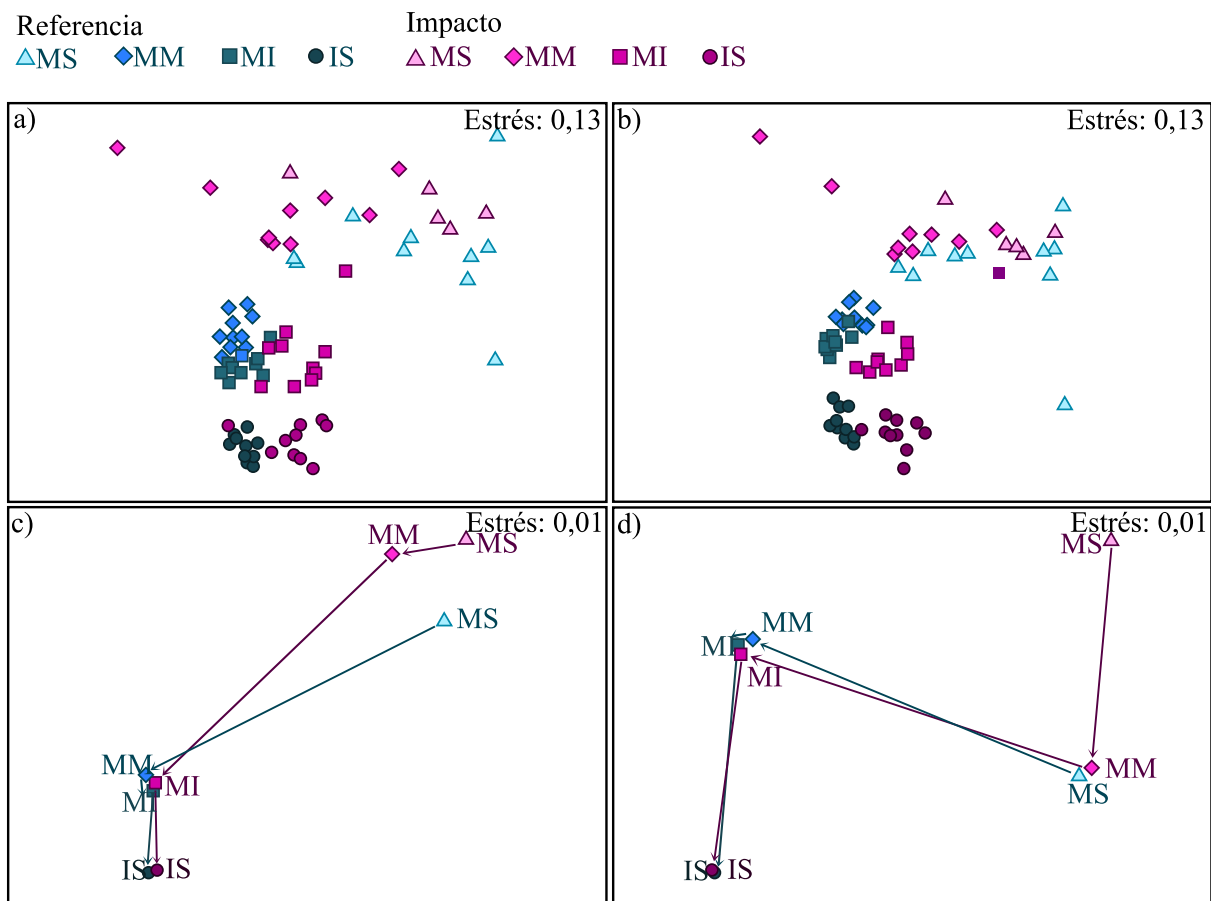 Referencia Impacto
MS MM MI IS MS MM MI IS
a) Estrés: 0,13
b) Estrés: 0,13
c) Estrés: 0,01
MM
MS
MS
MM
MI
MI
IS IS
d) Estrés: 0,01
MS
MM
MI
MI
MM
MS
IS IS